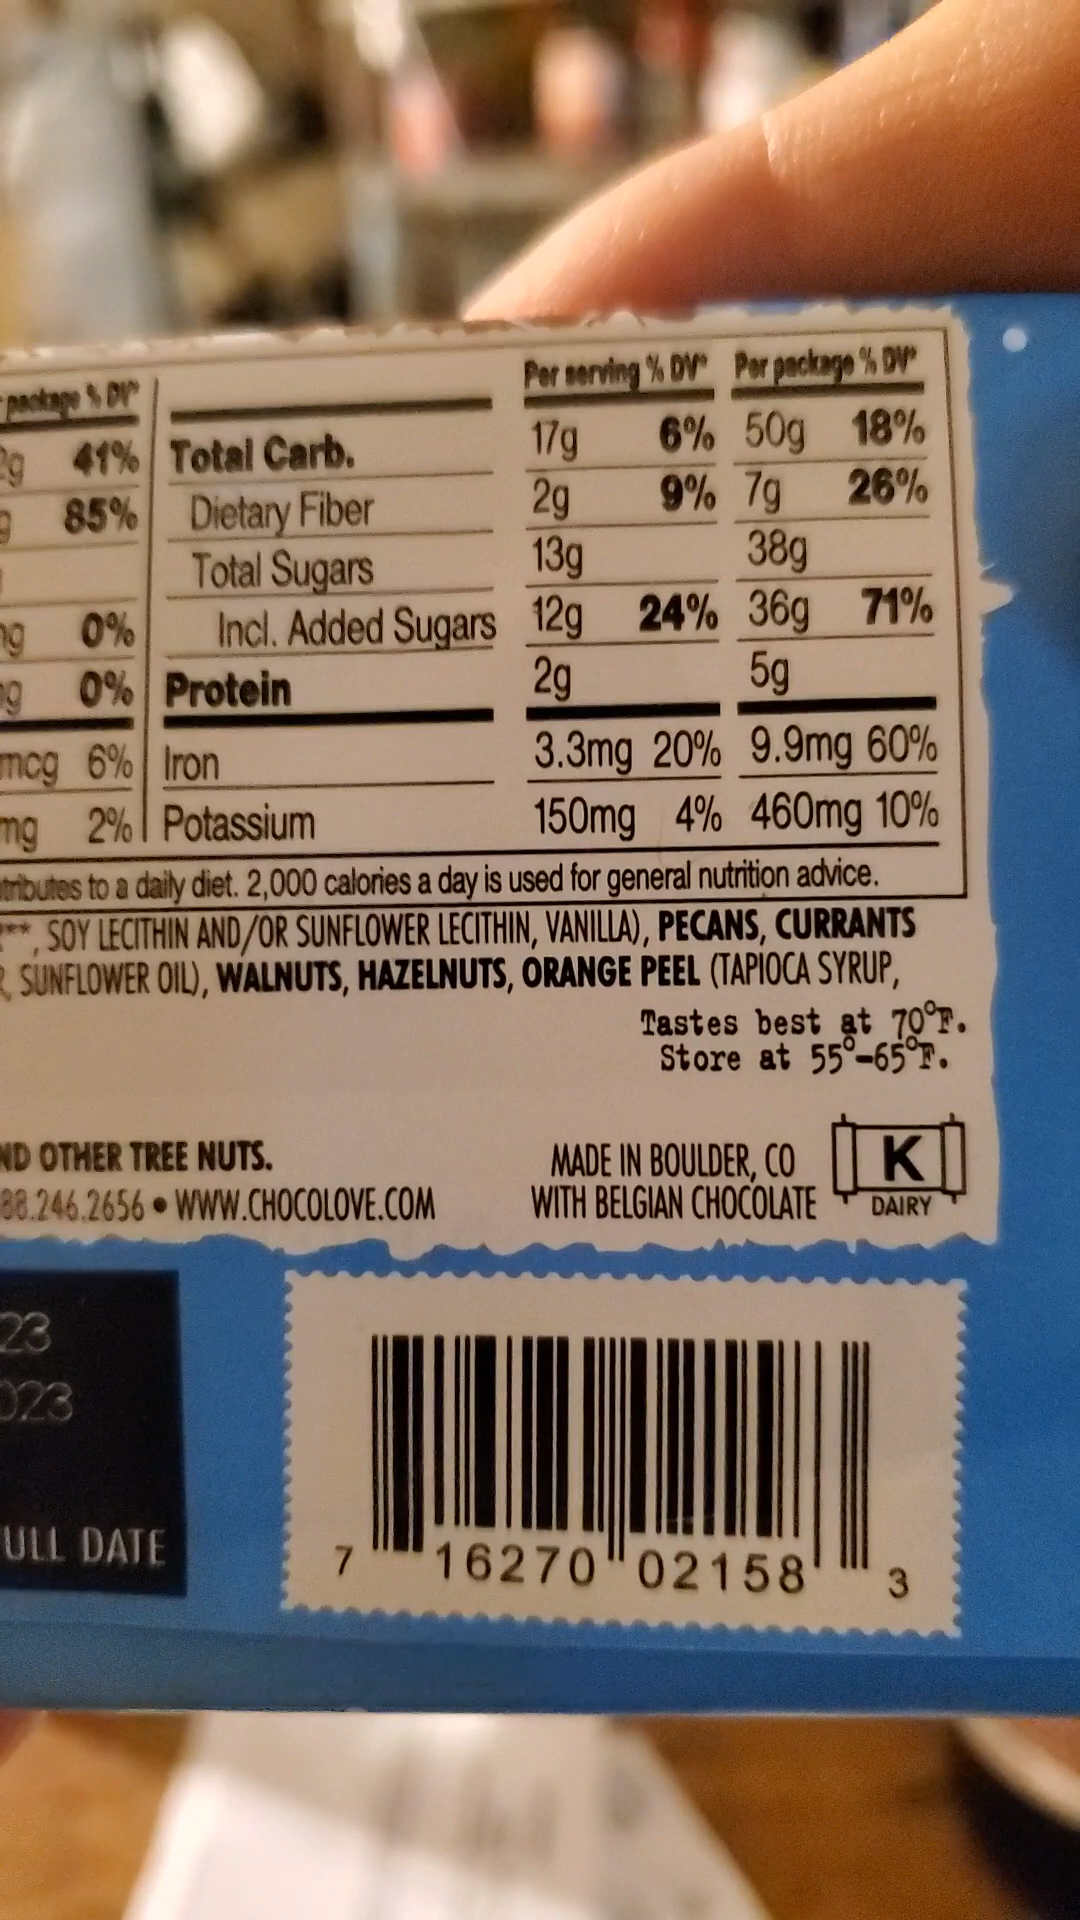 Per serving % DV* Per package % DV*
package % DV*
g 41% Total Carb. 17g 6% 50g 18%
85% Dietary Fiber 2g 9% 7g 26%
Total Sugars 13g 38g
0% Incl. Added Sugars 12g 24% 36g 71%
0% Protein 2g 5g
mcg 6% Iron 3.3mg 20% 9.9mg 60%
mg 2% Potassium 150mg 4% 460mg 10%
tributes to a daily diet. 2,000 calories a day is used for general nutrition advice.
**, SOY LECITHIN AND/OR SUNFLOWER LECITHIN, VANILLA), PECANS, CURRANTS
, SUNFLOWER OIL), WALNUTS, HAZELNUTS, ORANGE PEEL (TAPIOCA SYRUP,
Tastes best at 70°F.
Store at 55°-65°F.
ND OTHER TREE NUTS.
88.246.2656 • WWW.CHOCOLOVE.COM
MADE IN BOULDER, CO
WITH BELGIAN CHOCOLATE
K
DAIRY
23
023
ULL DATE
7 16270 02158 3